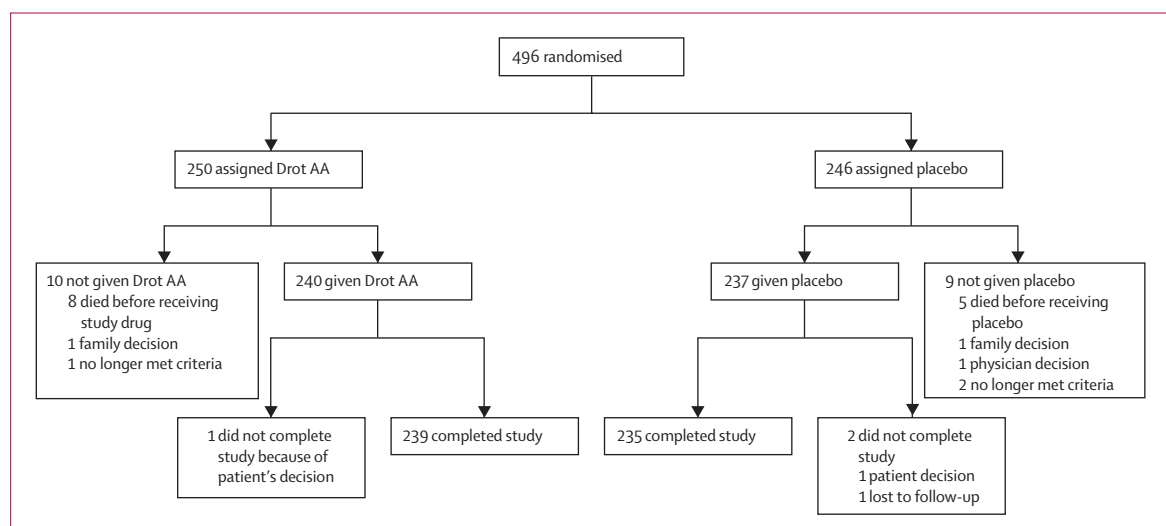 496 randomised
250 assigned Drot AA
246 assigned placebo
10 not given Drot AA
8 died before receiving
study drug
1 family decision
1 no longer met criteria
240 given Drot AA
237 given placebo
9 not given placebo
5 died before receiving
placebo
1 family decision
1 physician decision
2 no longer met criteria
1 did not complete
study because of
patient's decision
239 completed study
235 completed study
2 did not complete
study
1 patient decision
1 lost to follow-up